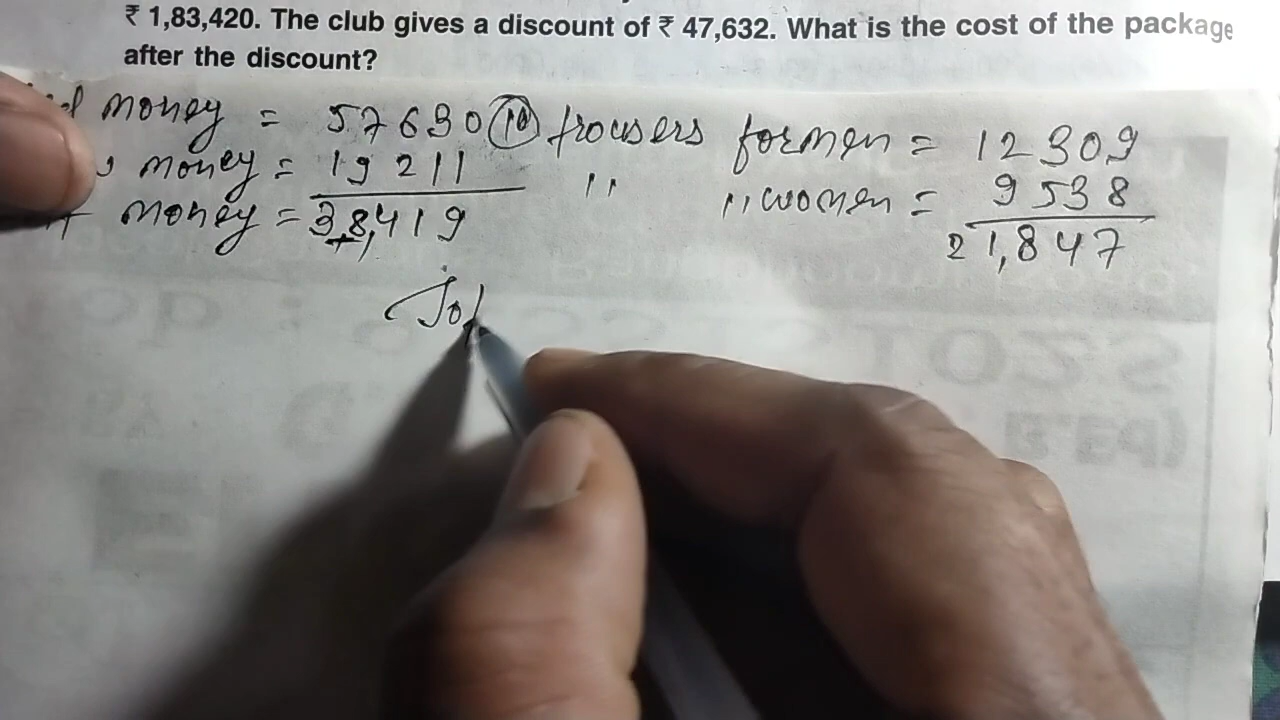 ₹ 1,83,420. The club gives a discount of ₹ 47,632. What is the cost of the package
after the discount?
money = 57630
money = 19211
money = 38,419
10 trousers for men = 12309
" " women = 9538
21,847
Tot